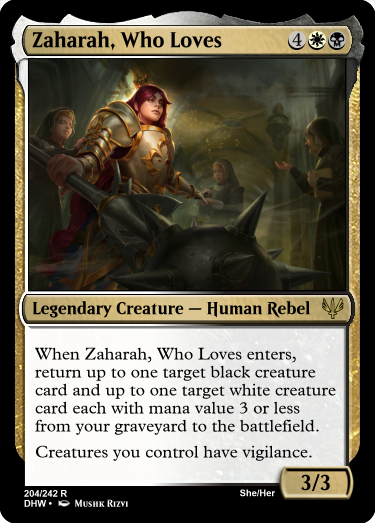 Zaharah, Who Loves 4
Legendary Creature — Human Rebel
When Zaharah, Who Loves enters,
return up to one target black creature
card and up to one target white creature
card each with mana value 3 or less
from your graveyard to the battlefield.
Creatures you control have vigilance.
3/3
204/242 R She/Her
DHW • Mushk Rizvi